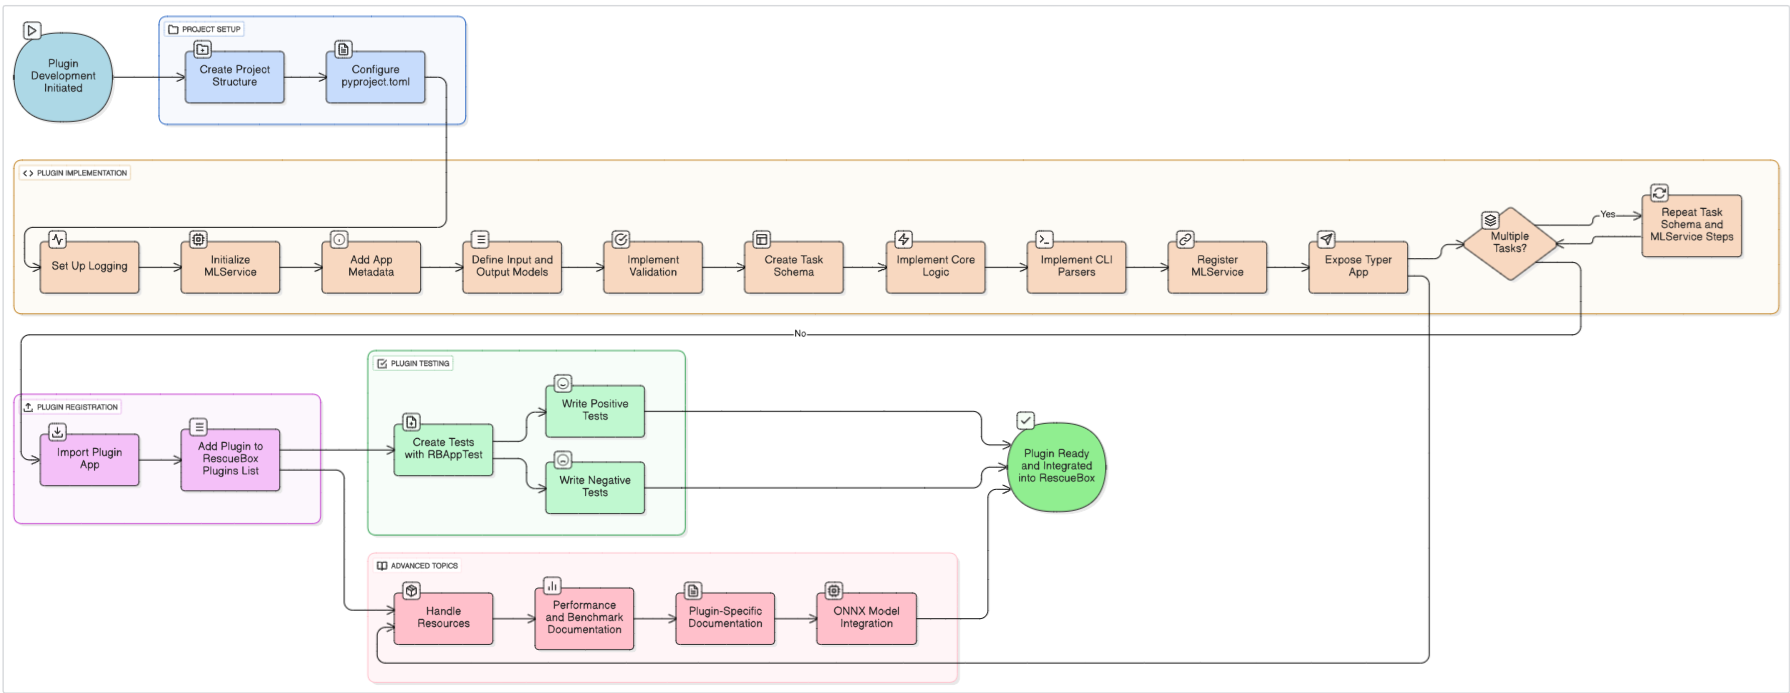 PROJECT SETUP
Plugin
Development
Initiated
Create Project
Structure
Configure
pyproject.toml
PLUGIN IMPLEMENTATION
Set Up Logging
Initialize
MLService
Add App
Metadata
Define Input and
Output Models
Implement
Validation
Create Task
Schema
Implement Core
Logic
Implement CLI
Parsers
Register
MLService
Expose Typer
App
Multiple
Tasks?
Yes
Repeat Task
Schema and
MLService Steps
No
PLUGIN REGISTRATION
Import Plugin
App
Add Plugin to
RescueBox
Plugins List
PLUGIN TESTING
Create Tests
with RBAppTest
Write Positive
Tests
Write Negative
Tests
Plugin Ready
and Integrated
into RescueBox
ADVANCED TOPICS
Handle
Resources
Performance
and Benchmark
Documentation
Plugin-Specific
Documentation
ONNX Model
Integration